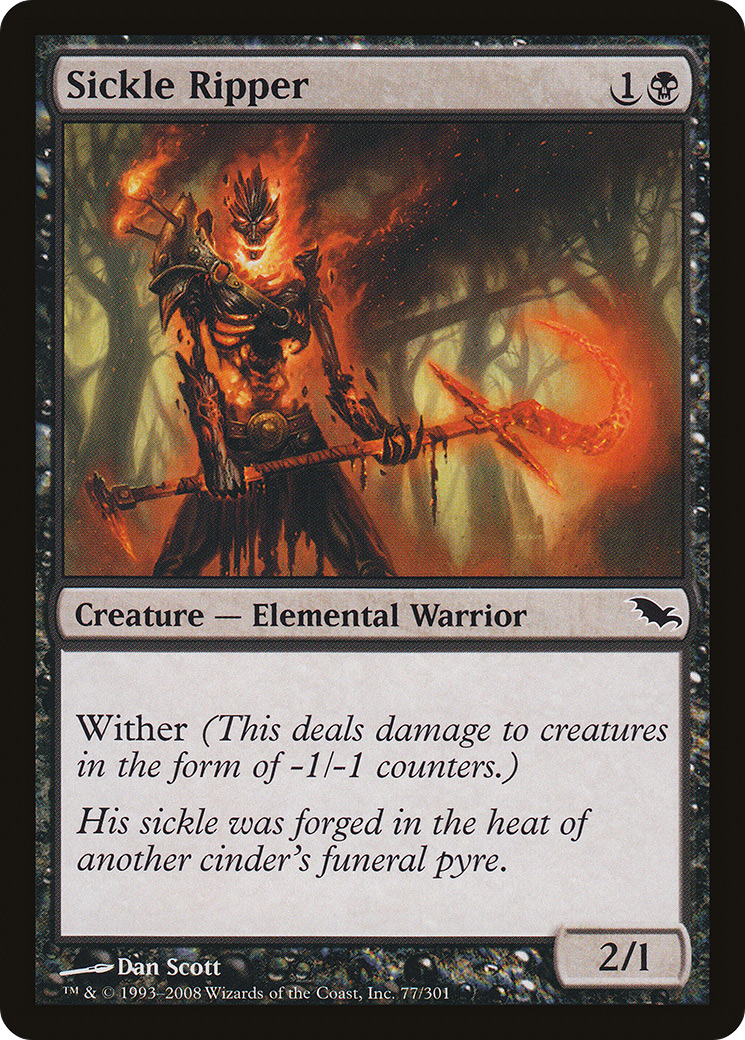 Sickle Ripper 1
Creature — Elemental Warrior
Wither (This deals damage to creatures
in the form of -1/-1 counters.)
His sickle was forged in the heat of
another cinder's funeral pyre.
2/1
Dan Scott
™ & © 1993–2008 Wizards of the Coast, Inc. 77/301